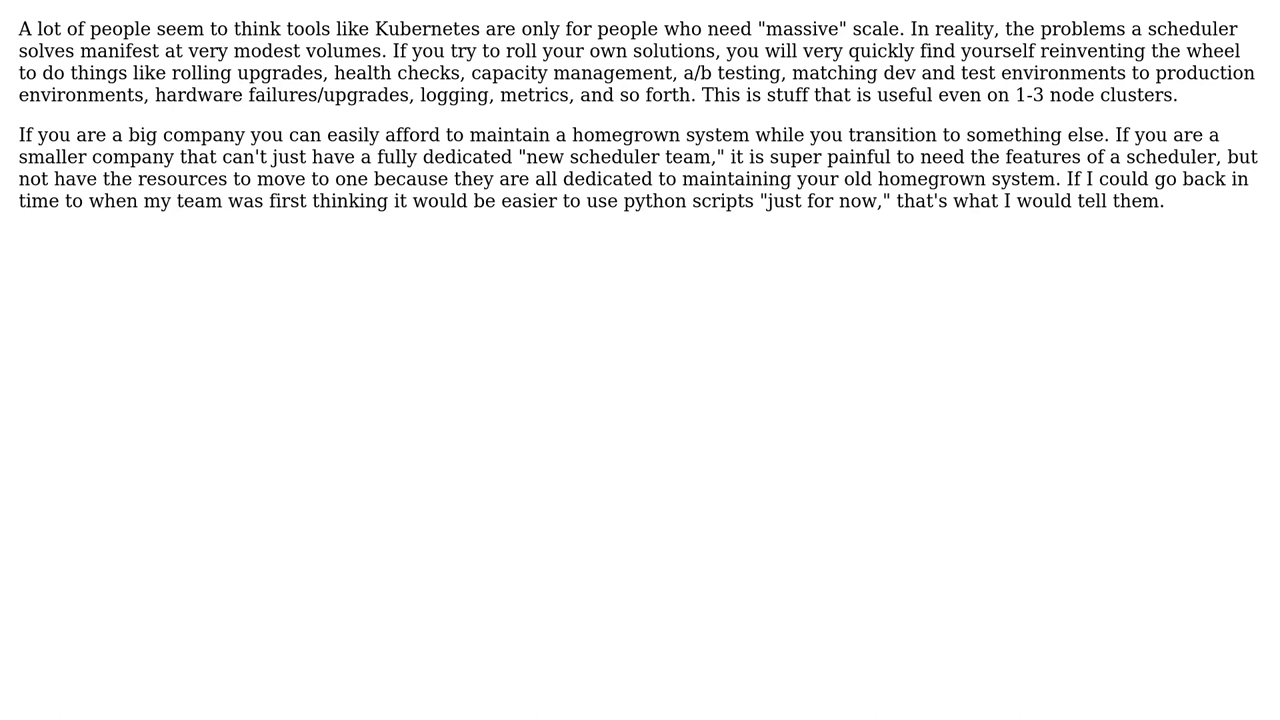 A lot of people seem to think tools like Kubernetes are only for people who need "massive" scale. In reality, the problems a scheduler
solves manifest at very modest volumes. If you try to roll your own solutions, you will very quickly find yourself reinventing the wheel
to do things like rolling upgrades, health checks, capacity management, a/b testing, matching dev and test environments to production
environments, hardware failures/upgrades, logging, metrics, and so forth. This is stuff that is useful even on 1-3 node clusters.
If you are a big company you can easily afford to maintain a homegrown system while you transition to something else. If you are a
smaller company that can't just have a fully dedicated "new scheduler team," it is super painful to need the features of a scheduler, but
not have the resources to move to one because they are all dedicated to maintaining your old homegrown system. If I could go back in
time to when my team was first thinking it would be easier to use python scripts "just for now," that's what I would tell them.